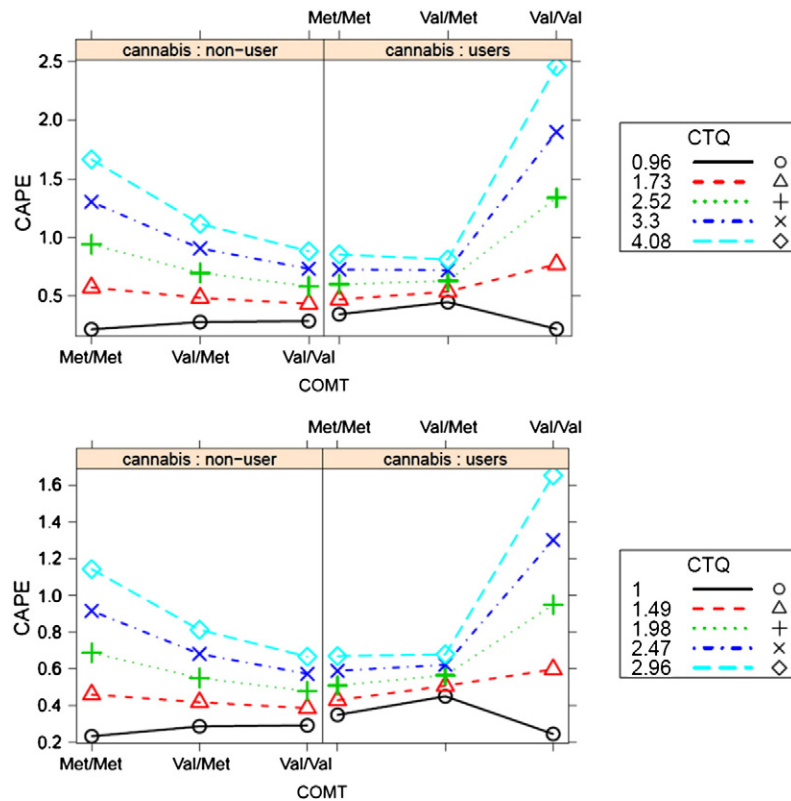 Met/Met Val/Met Val/Val
cannabis : non-user cannabis : users
2.5
2.0
1.5
1.0
0.5
CAPE
Met/Met Val/Met Val/Val
COMT
CTQ
0.96
1.73
2.52
3.3
4.08
Met/Met Val/Met Val/Val
cannabis : non-user cannabis : users
1.6
1.4
1.2
1.0
0.8
0.6
0.4
0.2
CAPE
Met/Met Val/Met Val/Val
COMT
CTQ
1
1.49
1.98
2.47
2.96